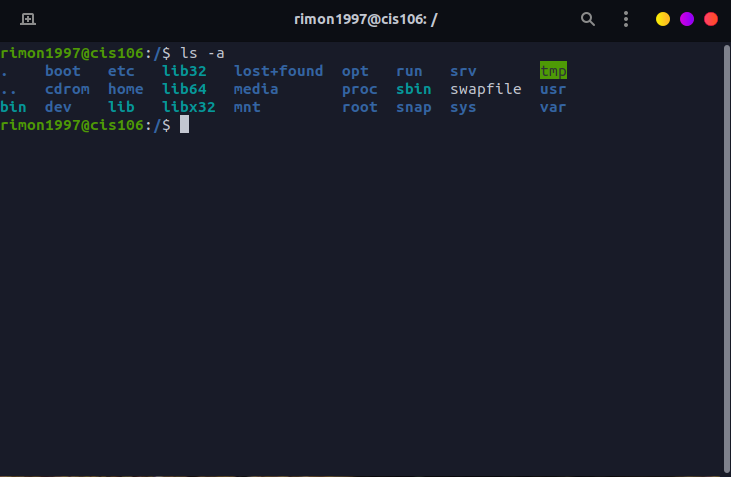 rimon1997@cis106: /
rimon1997@cis106:/$ ls -a
.    boot   etc   lib32   lost+found  opt   run   srv       tmp
..   cdrom  home  lib64   media       proc  sbin  swapfile  usr
bin  dev    lib   libx32  mnt         root  snap  sys       var
rimon1997@cis106:/$